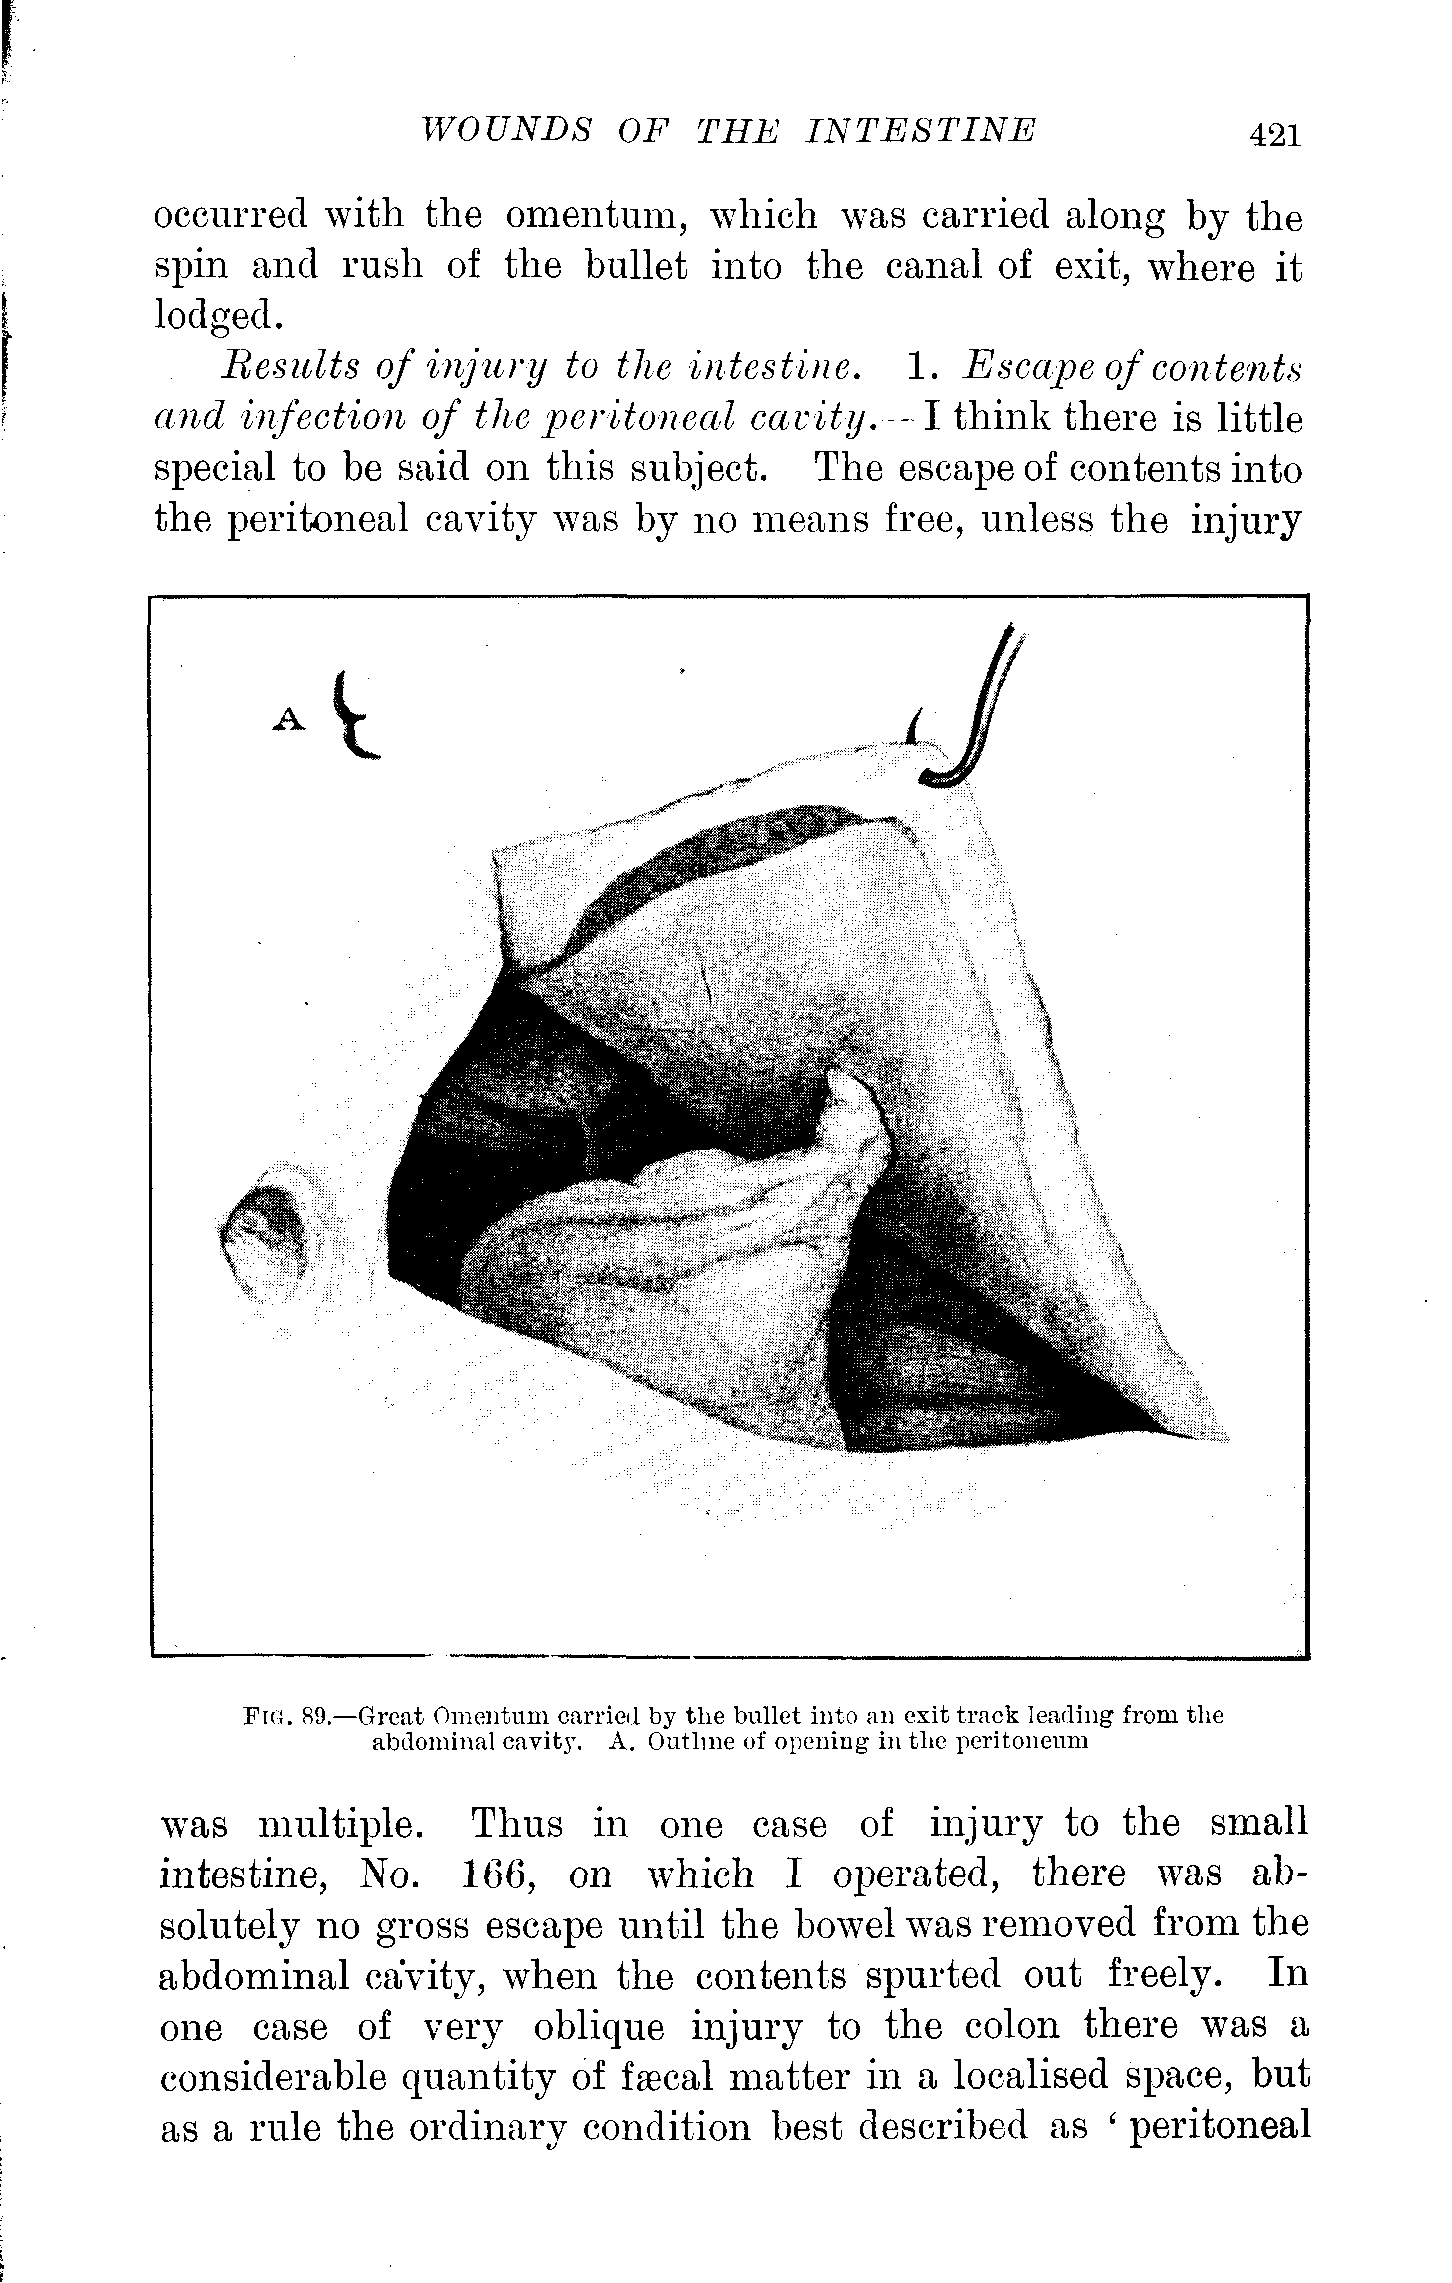 WOUNDS OF THE INTESTINE 421
occurred with the omentum, which was carried along by the
spin and rush of the bullet into the canal of exit, where it
lodged.
Results of injury to the intestine. 1. Escape of contents
and infection of the peritoneal cavity.—I think there is little
special to be said on this subject. The escape of contents into
the peritoneal cavity was by no means free, unless the injury
A
FIG. 89.—Great Omentum carried by the bullet into an exit track leading from the
abdominal cavity. A. Outline of opening in the peritoneum
was multiple. Thus in one case of injury to the small
intestine, No. 166, on which I operated, there was ab-
solutely no gross escape until the bowel was removed from the
abdominal cavity, when the contents spurted out freely. In
one case of very oblique injury to the colon there was a
considerable quantity of fæcal matter in a localised space, but
as a rule the ordinary condition best described as ‘ peritoneal